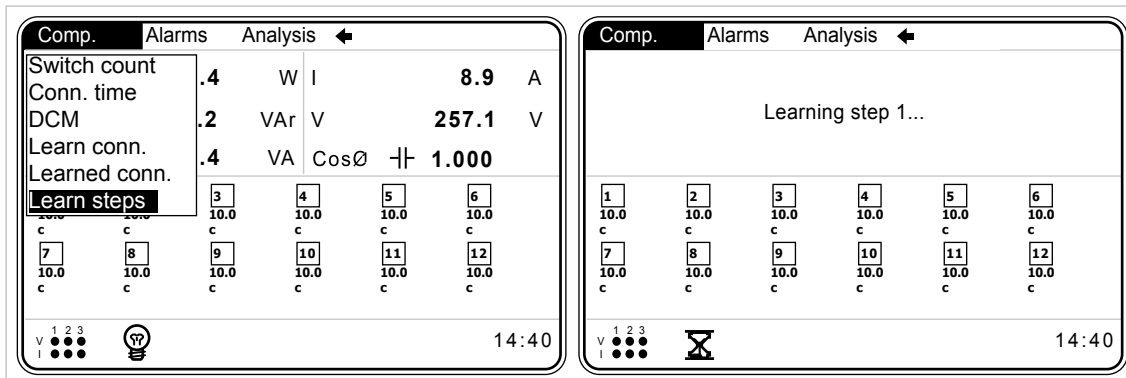 Comp. Alarms Analysis
Switch count
Conn. time
DCM
Learn conn.
Learned conn.
Learn steps
.4 W I 8.9 A
.2 VAr V 257.1 V
.4 VA CosØ 1.000
3 4 5 6
10.0 10.0 10.0 10.0 10.0 10.0
c c c c c c
7 8 9 10 11 12
10.0 10.0 10.0 10.0 10.0 10.0
c c c c c c
1 2 3
V
I
14:40
Comp. Alarms Analysis
Learning step 1...
1 2 3 4 5 6
10.0 10.0 10.0 10.0 10.0 10.0
c c c c c c
7 8 9 10 11 12
10.0 10.0 10.0 10.0 10.0 10.0
c c c c c c
1 2 3
V
I
14:40